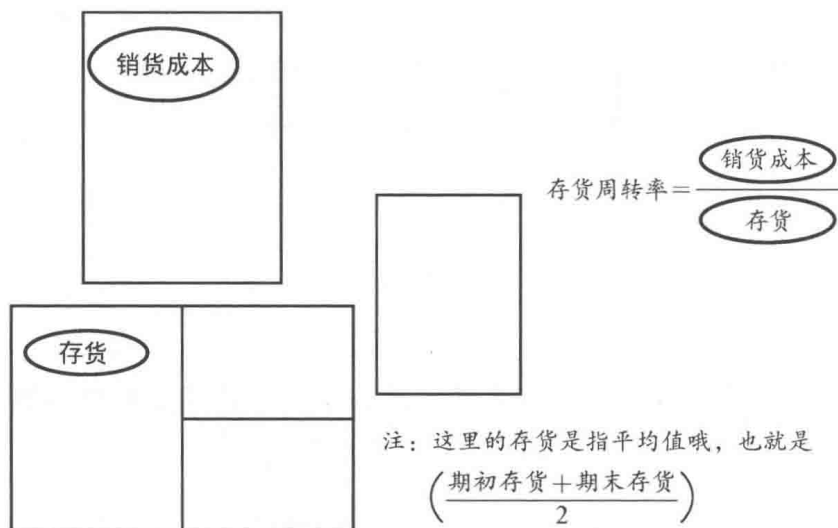 销货成本
存货周转率=销货成本/存货
存货
注：这里的存货是指平均值哦，也就是
(期初存货+期末存货/2)